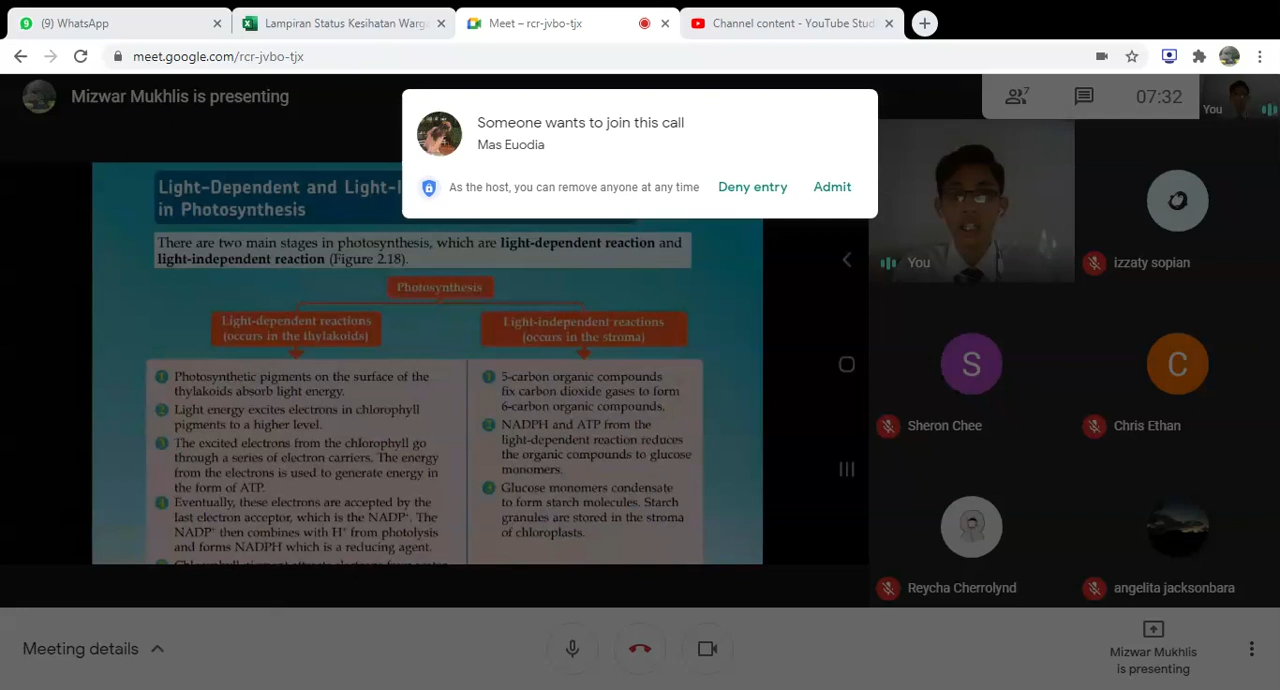 (9) WhatsApp
Lampiran Status Kesihatan Warga
Meet – rcr-jvbo-tjx
Channel content - YouTube Stud
meet.google.com/rcr-jvbo-tjx
Mizwar Mukhlis is presenting
7
07:32
You
Someone wants to join this call
Mas Euodia
As the host, you can remove anyone at any time
Deny entry
Admit
Light-Dependent and Light-I
in Photosynthesis
There are two main stages in photosynthesis, which are light-dependent reaction and
light-independent reaction (Figure 2.18).
Photosynthesis
Light-dependent reactions
(occurs in the thylakoids)
1 Photosynthetic pigments on the surface of the
thylakoids absorb light energy.
2 Light energy excites electrons in chlorophyll
pigments to a higher level.
3 The excited electrons from the chlorophyll go
through a series of electron carriers. The energy
from the electrons is used to generate energy in
the form of ATP.
4 Eventually, these electrons are accepted by the
last electron acceptor, which is the NADP⁺. The
NADP⁺ then combines with H⁺ from photolysis
and forms NADPH which is a reducing agent.
Light-independent reactions
(occurs in the stroma)
1 5-carbon organic compounds
fix carbon dioxide gases to form
6-carbon organic compounds.
2 NADPH and ATP from the
light-dependent reaction reduces
the organic compounds to glucose
monomers.
3 Glucose monomers condensate
to form starch molecules. Starch
granules are stored in the stroma
of chloroplasts.
You
izzaty sopian
S
Sheron Chee
C
Chris Ethan
Reycha Cherrolynd
angelita jacksonbara
Meeting details
Mizwar Mukhlis
is presenting